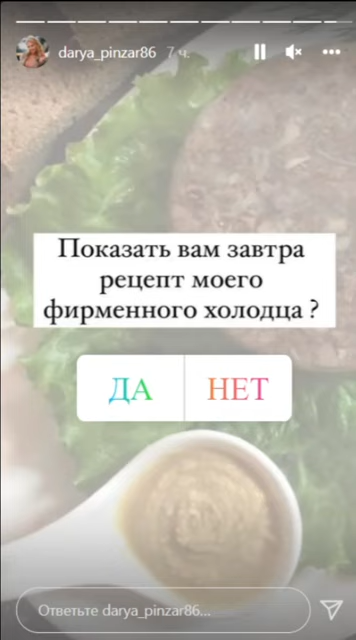 darya_pinzar86 7 ч.
Показать вам завтра
рецепт моего
фирменного холодца ?
ДА НЕТ
Ответьте darya_pinzar86...